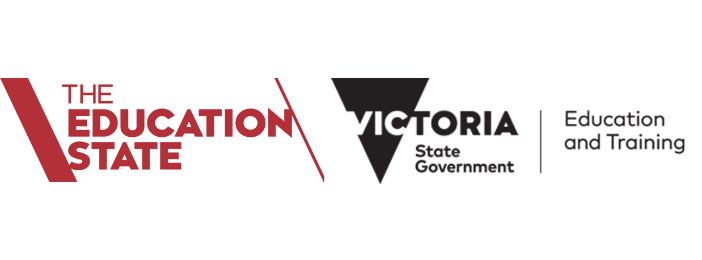 THE
EDUCATION
STATE
VICTORIA
State
Government
Education
and Training